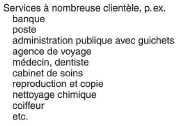 Services à nombreuse clientèle, p.ex.
banque
poste
administration publique avec guichets
agence de voyage
médecin, dentiste
cabinet de soins
reproduction et copie
nettoyage chimique
coiffeur
etc.